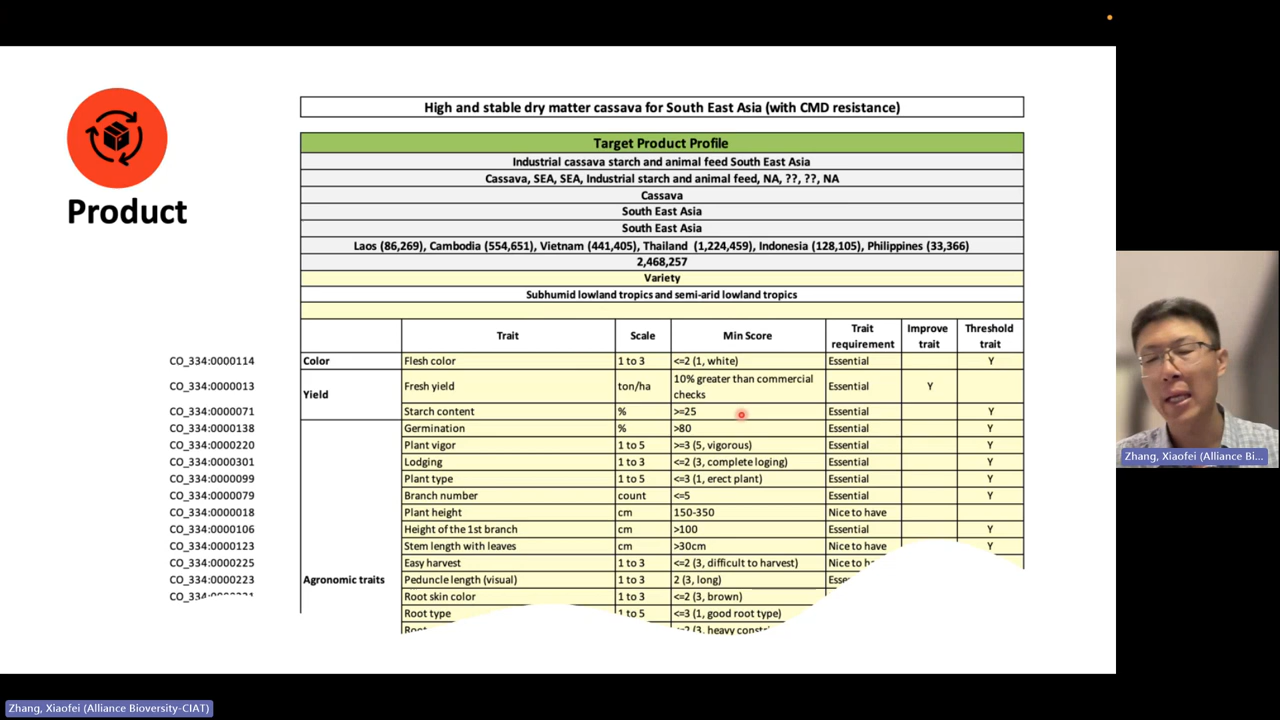 High and stable dry matter cassava for South East Asia (with CMD resistance)
Product
Target Product Profile
Industrial cassava starch and animal feed South East Asia
Cassava, SEA, SEA, Industrial starch and animal feed, NA, ??, ??, NA
Cassava
South East Asia
South East Asia
Laos (86,269), Cambodia (554,651), Vietnam (441,405), Thailand (1,224,459), Indonesia (128,105), Philippines (33,366)
2,468,257
Variety
Subhumid lowland tropics and semi-arid lowland tropics
Trait Scale Min Score Trait requirement Improve trait Threshold trait
CO_334:0000114 Color Flesh color 1 to 3 <=2 (1, white) Essential Y
CO_334:0000013 Yield Fresh yield ton/ha 10% greater than commercial checks Essential Y
CO_334:0000071 Starch content % >=25 Essential Y
CO_334:0000138 Germination % >80 Essential Y
CO_334:0000220 Plant vigor 1 to 5 >=3 (5, vigorous) Essential Y
CO_334:0000301 Lodging 1 to 3 <=2 (3, complete loging) Essential Y
CO_334:0000099 Plant type 1 to 5 <=3 (1, erect plant) Essential Y
CO_334:0000079 Branch number count <=5 Essential Y
CO_334:0000018 Plant height cm 150-350 Nice to have
CO_334:0000106 Height of the 1st branch cm >100 Essential Y
CO_334:0000123 Stem length with leaves cm >30cm Nice to have Y
CO_334:0000225 Easy harvest 1 to 3 <=2 (3, difficult to harvest) Nice to
CO_334:0000223 Agronomic traits Peduncle length (visual) 1 to 3 2 (3, long)
Root skin color 1 to 3 <=2 (3, brown)
Root type 1 to 5 <=3 (1, good root type)
Zhang, Xiaofei (Alliance Bi...
Zhang, Xiaofei (Alliance Bioversity-CIAT)